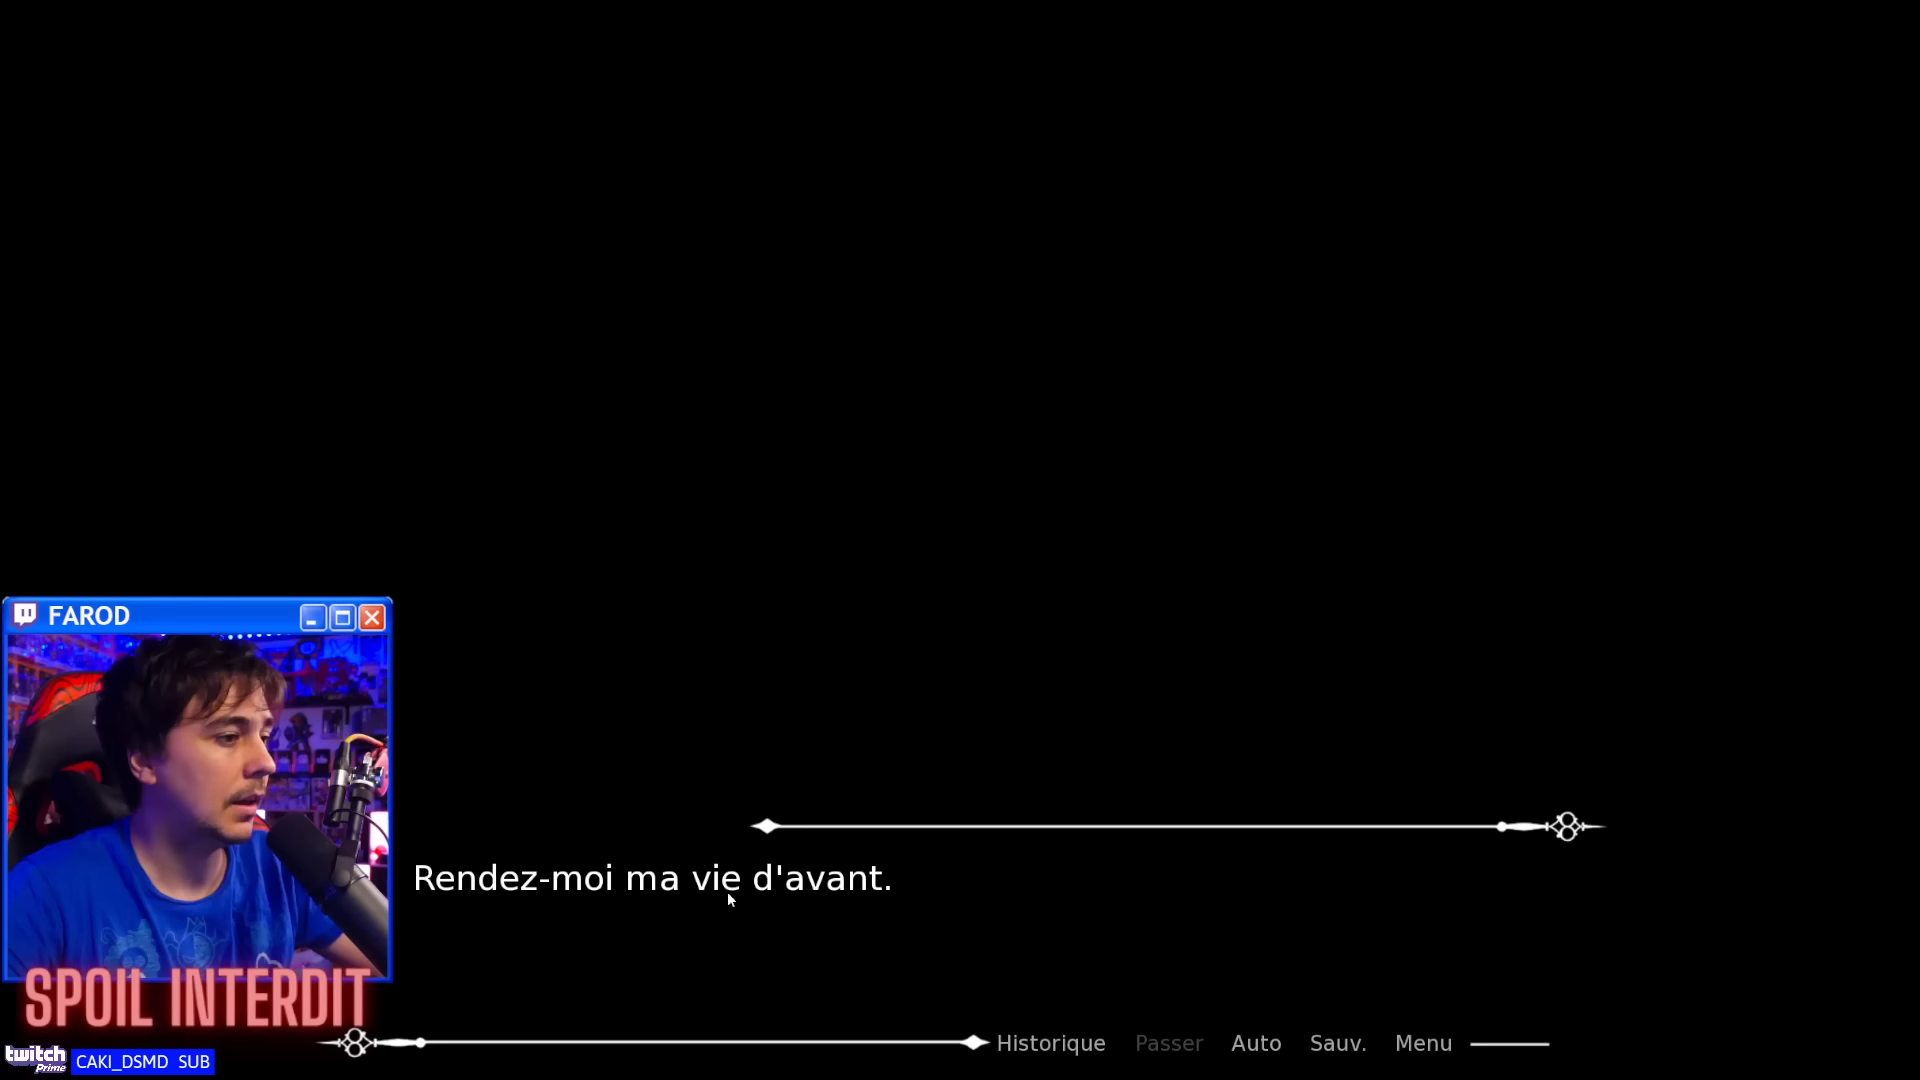 FAROD
Rendez-moi ma vie d'avant.
SPOIL INTERDIT
Historique Passer Auto Sauv. Menu
twitch
Prime
CAKI_DSMD SUB